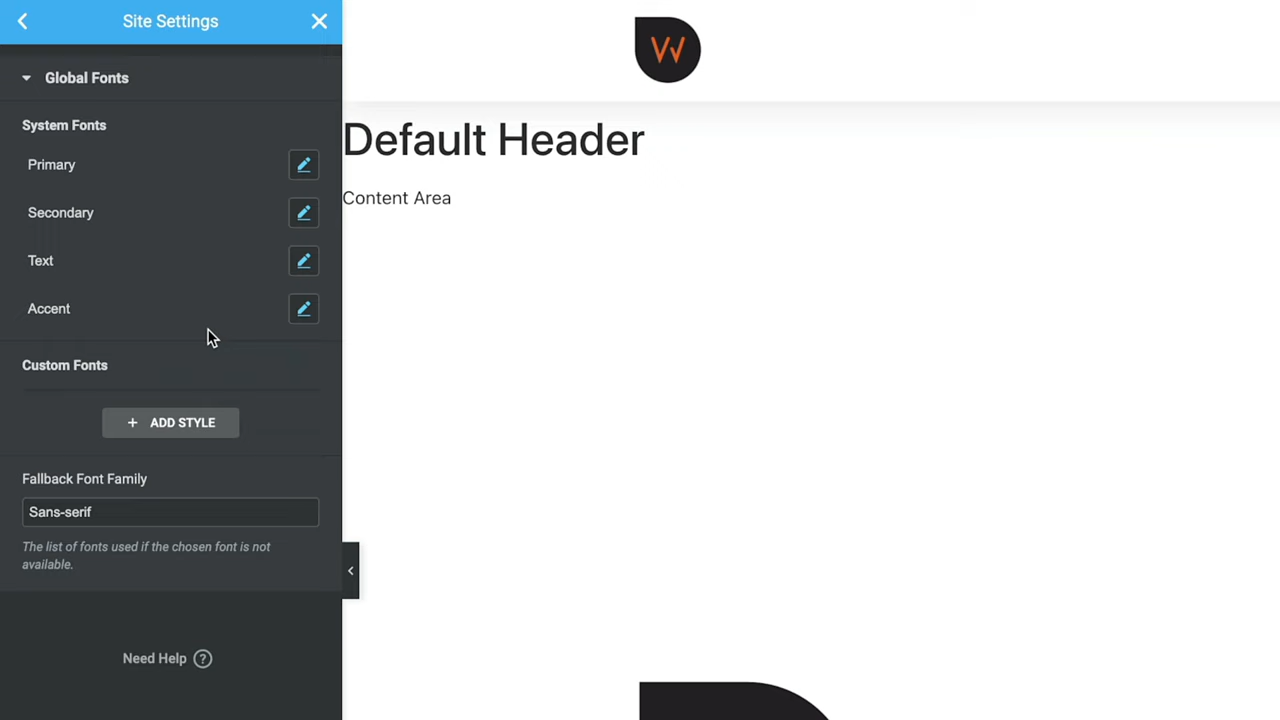 Site Settings
Global Fonts
System Fonts
Primary
Secondary
Text
Accent
Custom Fonts
+ ADD STYLE
Fallback Font Family
Sans-serif
The list of fonts used if the chosen font is not
available.
Need Help ?
W
Default Header
Content Area